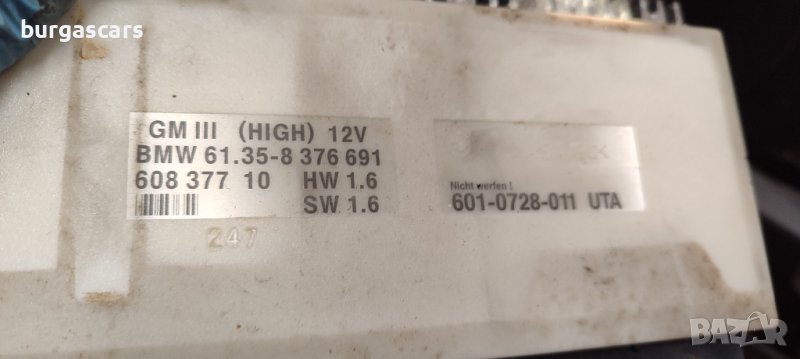 burgascars
GM III (HIGH) 12V
BMW 61.35-8 376 691
608 377 10 HW 1.6
SW 1.6
Nicht werfen !
601-0728-011 UTA
247
BAZAR